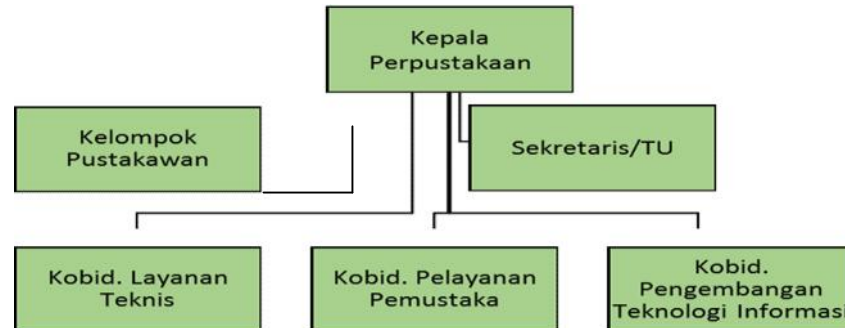 Kepala
Perpustakaan
Kelompok
Pustakawan
Sekretaris/TU
Kobid. Layanan
Teknis
Kobid. Pelayanan
Pemustaka
Kobid.
Pengembangan
Teknologi Informasi